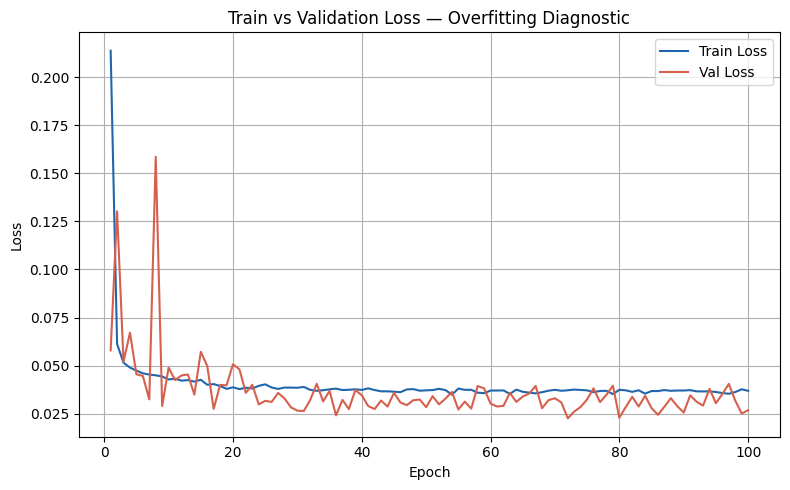 Train vs Validation Loss — Overfitting Diagnostic
Train Loss
Val Loss
0.200
0.175
0.150
0.125
0.100
0.075
0.050
0.025
Loss
0 20 40 60 80 100
Epoch